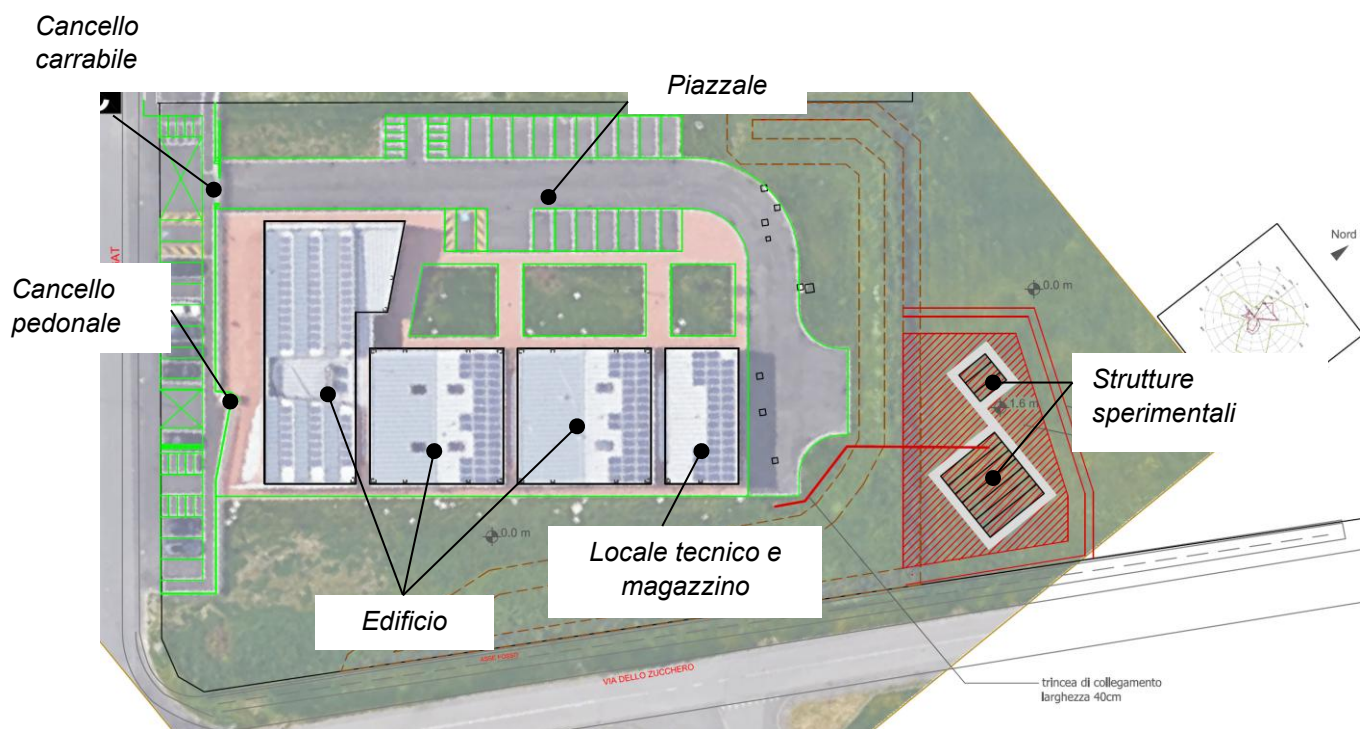 Cancello
carrabile
Piazzale
Nord
Cancello
pedonale
0.0 m
Strutture
sperimentali
1.6 m
0.0 m
Locale tecnico e
magazzino
Edificio
VIA DELLO ZUCCHERO
trincea di collegamento
larghezza 40cm